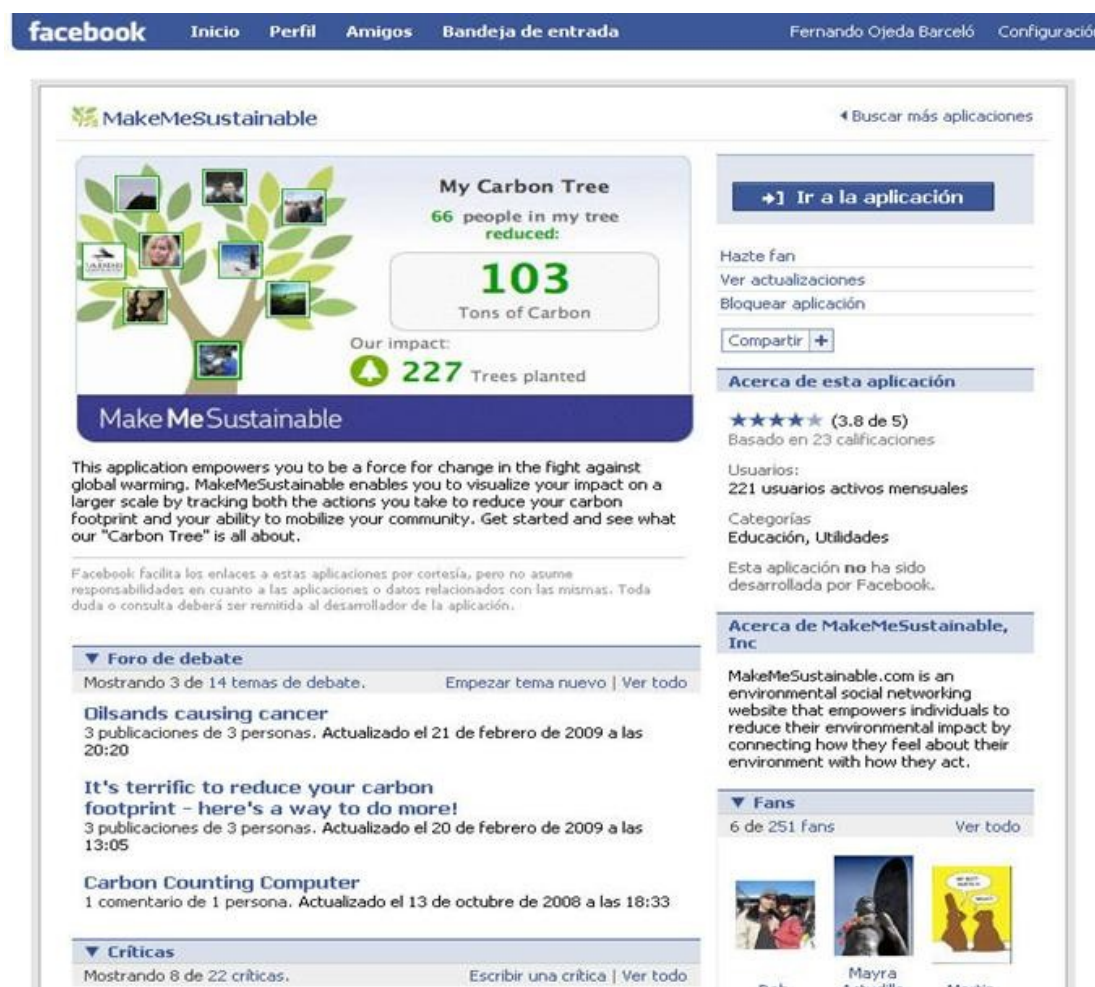 facebook Inicio Perfil Amigos Bandeja de entrada Fernando Ojeda Barceló Configuración
MakeMeSustainable
Buscar más aplicaciones
My Carbon Tree
66 people in my tree
reduced:
103
Tons of Carbon
Our impact:
227 Trees planted
MakeMeSustainable
This application empowers you to be a force for change in the fight against
global warming. MakeMeSustainable enables you to visualize your impact on a
larger scale by tracking both the actions you take to reduce your carbon
footprint and your ability to mobilize your community. Get started and see what
our "Carbon Tree" is all about.
Facebook facilita los enlaces a estas aplicaciones por cortesía, pero no asume
responsabilidades en cuanto a las aplicaciones o datos relacionados con las mismas. Toda
duda o consulta deberá ser remitida al desarrollador de la aplicación.
Foro de debate
Mostrando 3 de 14 temas de debate. Empezar tema nuevo | Ver todo
Oilsands causing cancer
3 publicaciones de 3 personas. Actualizado el 21 de febrero de 2009 a las
20:20
It's terrific to reduce your carbon
footprint - here's a way to do more!
3 publicaciones de 3 personas. Actualizado el 20 de febrero de 2009 a las
13:05
Carbon Counting Computer
1 comentario de 1 persona. Actualizado el 13 de octubre de 2008 a las 18:33
Críticas
Mostrando 8 de 22 críticas. Escribir una crítica | Ver todo
Ir a la aplicación
Hazte fan
Ver actualizaciones
Bloquear aplicación
Compartir +
Acerca de esta aplicación
(3.8 de 5)
Basado en 23 calificaciones
Usuarios:
221 usuarios activos mensuales
Categorías
Educación, Utilidades
Esta aplicación no ha sido
desarrollada por Facebook.
Acerca de MakeMeSustainable,
Inc
MakeMeSustainable.com is an
environmental social networking
website that empowers individuals to
reduce their environmental impact by
connecting how they feel about their
environment with how they act.
Fans
6 de 251 fans Ver todo
Mayra